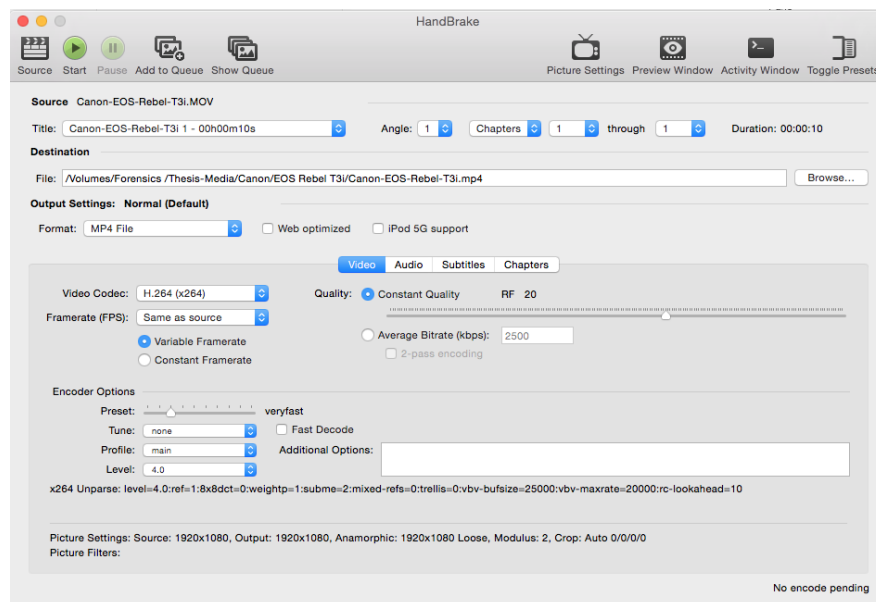 HandBrake
Source Start Pause Add to Queue Show Queue Picture Settings Preview Window Activity Window Toggle Presets
Source Canon-EOS-Rebel-T3i.MOV
Title: Canon-EOS-Rebel-T3i 1 - 00h00m10s Angle: 1 Chapters 1 through 1 Duration: 00:00:10
Destination
File: /Volumes/Forensics /Thesis-Media/Canon/EOS Rebel T3i/Canon-EOS-Rebel-T3i.mp4 Browse...
Output Settings: Normal (Default)
Format: MP4 File Web optimized iPod 5G support
Video Audio Subtitles Chapters
Video Codec: H.264 (x264) Quality: Constant Quality RF 20
Framerate (FPS): Same as source
Variable Framerate Average Bitrate (kbps): 2500
Constant Framerate 2-pass encoding
Encoder Options
Preset: veryfast
Tune: none Fast Decode
Profile: main Additional Options:
Level: 4.0
x264 Unparse: level=4.0:ref=1:8x8dct=0:weightp=1:subme=2:mixed-refs=0:trellis=0:vbv-bufsize=25000:vbv-maxrate=20000:rc-lookahead=10
Picture Settings: Source: 1920x1080, Output: 1920x1080, Anamorphic: 1920x1080 Loose, Modulus: 2, Crop: Auto 0/0/0/0
Picture Filters:
No encode pending